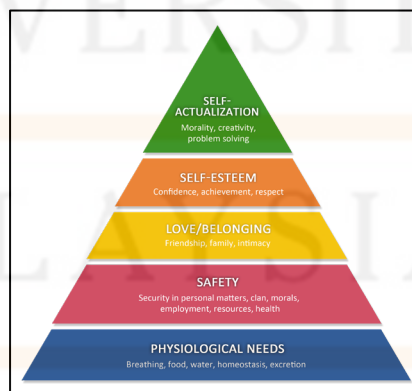 SELF-
ACTUALIZATION
Morality, creativity,
problem solving
SELF-ESTEEM
Confidence, achievement, respect
LOVE/BELONGING
Friendship, family, intimacy
SAFETY
Security in personal matters, clan, morals,
employment, resources, health
PHYSIOLOGICAL NEEDS
Breathing, food, water, homeostasis, excretion